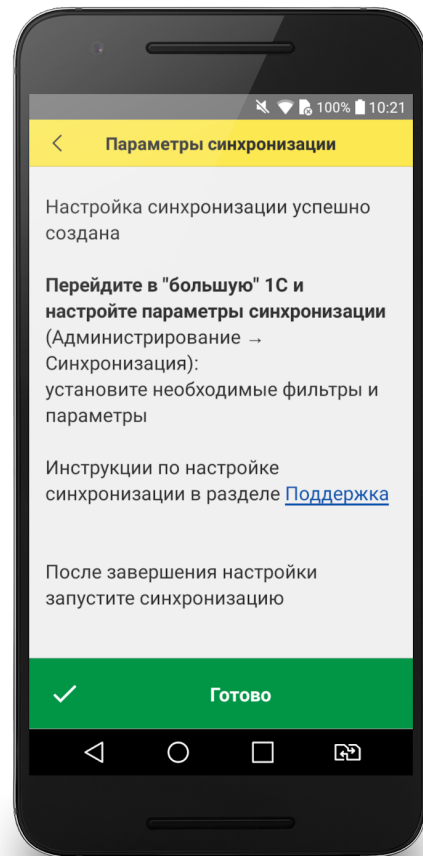 100% 10:21
Параметры синхронизации
Настройка синхронизации успешно
создана
Перейдите в "большую" 1С и
настройте параметры синхронизации
(Администрирование →
Синхронизация):
установите необходимые фильтры и
параметры
Инструкции по настройке
синхронизации в разделе Поддержка
После завершения настройки
запустите синхронизацию
Готово